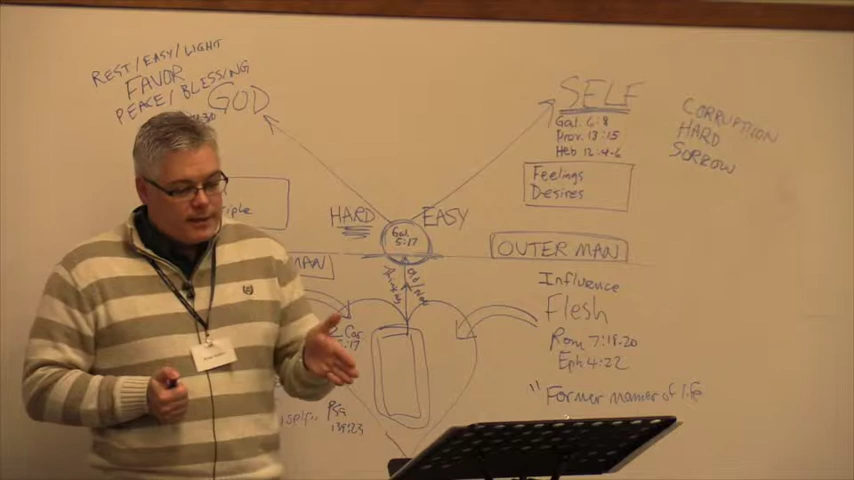 REST/EASY/LIGHT
FAVOR
PEACE/BLESSING
GOD
SELF
Gal. 6:8
Prov. 13:15
Heb 12:4-6
CORRUPTION
HARD
SORROW
Feelings
Desires
HARD
EASY
Gal
5:17
MAN
OUTER MAN
Influence
Flesh
Rom 7:18-20
Eph 4:22
"Former manner of life
Psa
139:23